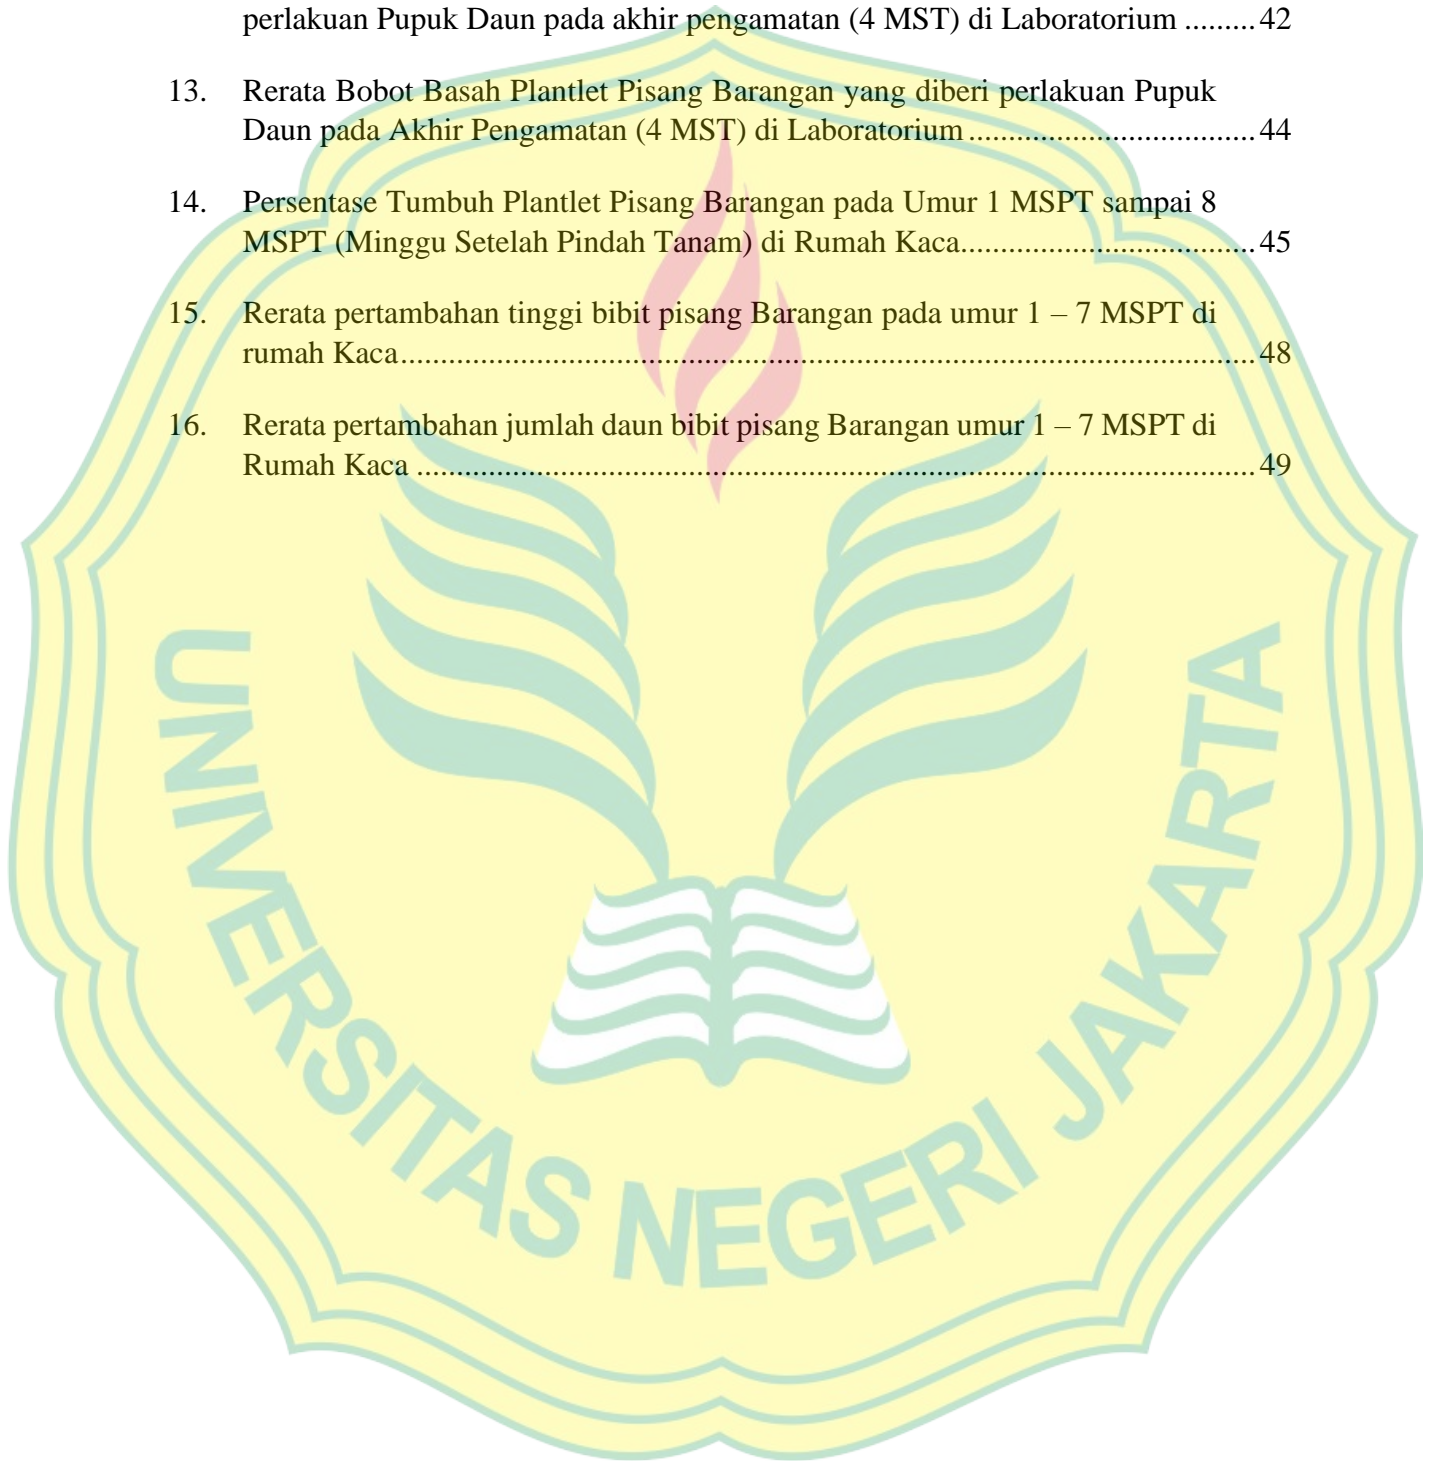 perlakuan Pupuk Daun pada akhir pengamatan (4 MST) di Laboratorium .........42
13. Rerata Bobot Basah Plantlet Pisang Barangan yang diberi perlakuan Pupuk
Daun pada Akhir Pengamatan (4 MST) di Laboratorium ....................................44
14. Persentase Tumbuh Plantlet Pisang Barangan pada Umur 1 MSPT sampai 8
MSPT (Minggu Setelah Pindah Tanam) di Rumah Kaca.....................................45
15. Rerata pertambahan tinggi bibit pisang Barangan pada umur 1 – 7 MSPT di
rumah Kaca...........................................................................................................48
16. Rerata pertambahan jumlah daun bibit pisang Barangan umur 1 – 7 MSPT di
Rumah Kaca .........................................................................................................49
UNIVERSITAS NEGERI JAKARTA